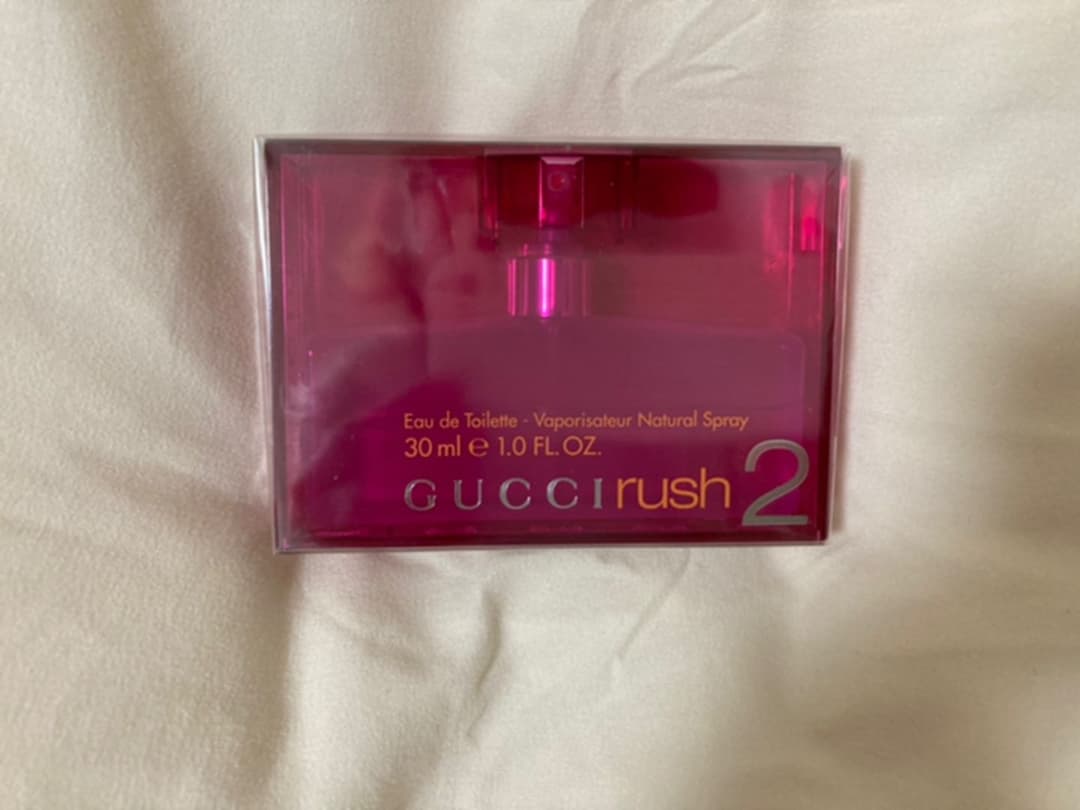 Eau de Toilette - Vaporisateur Natural Spray
30 ml ℮ 1.0 FL. OZ.
GUCCI rush 2